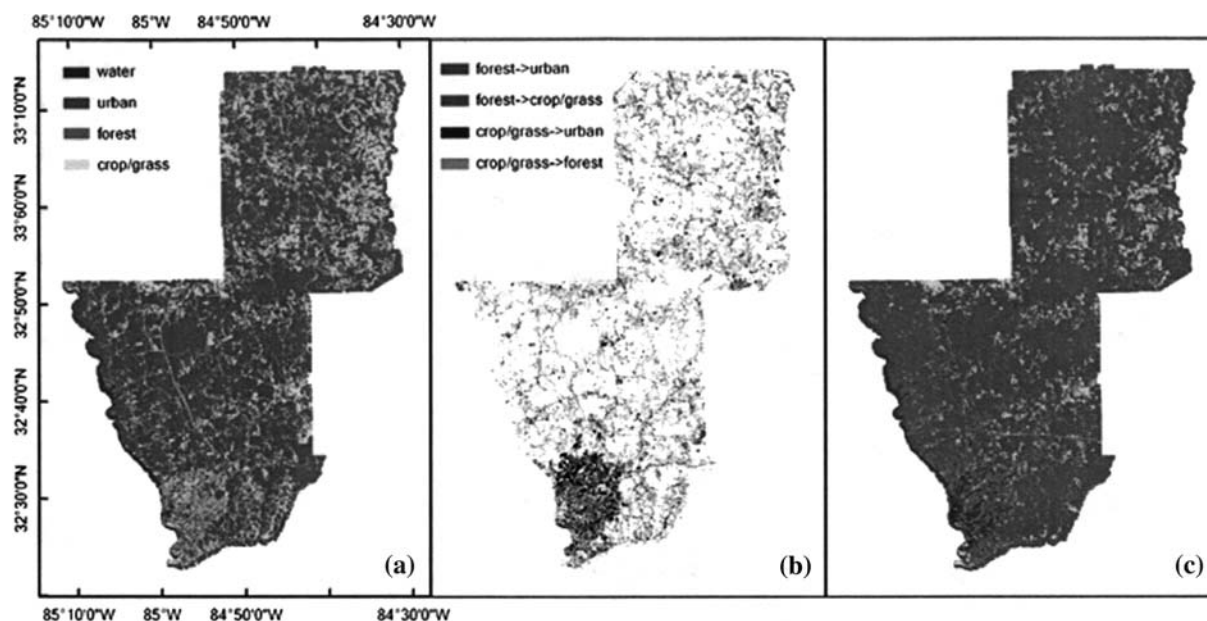 85°10'0"W 85°W 84°50'0"W 84°30'0"W
water
urban
forest
crop/grass
forest->urban
forest->crop/grass
crop/grass->urban
crop/grass->forest
33°10'0"N
33°60'0"N
32°50'0"N
32°40'0"N
32°30'0"N
(a)
(b)
(c)
85°10'0"W 85°W 84°50'0"W 84°30'0"W